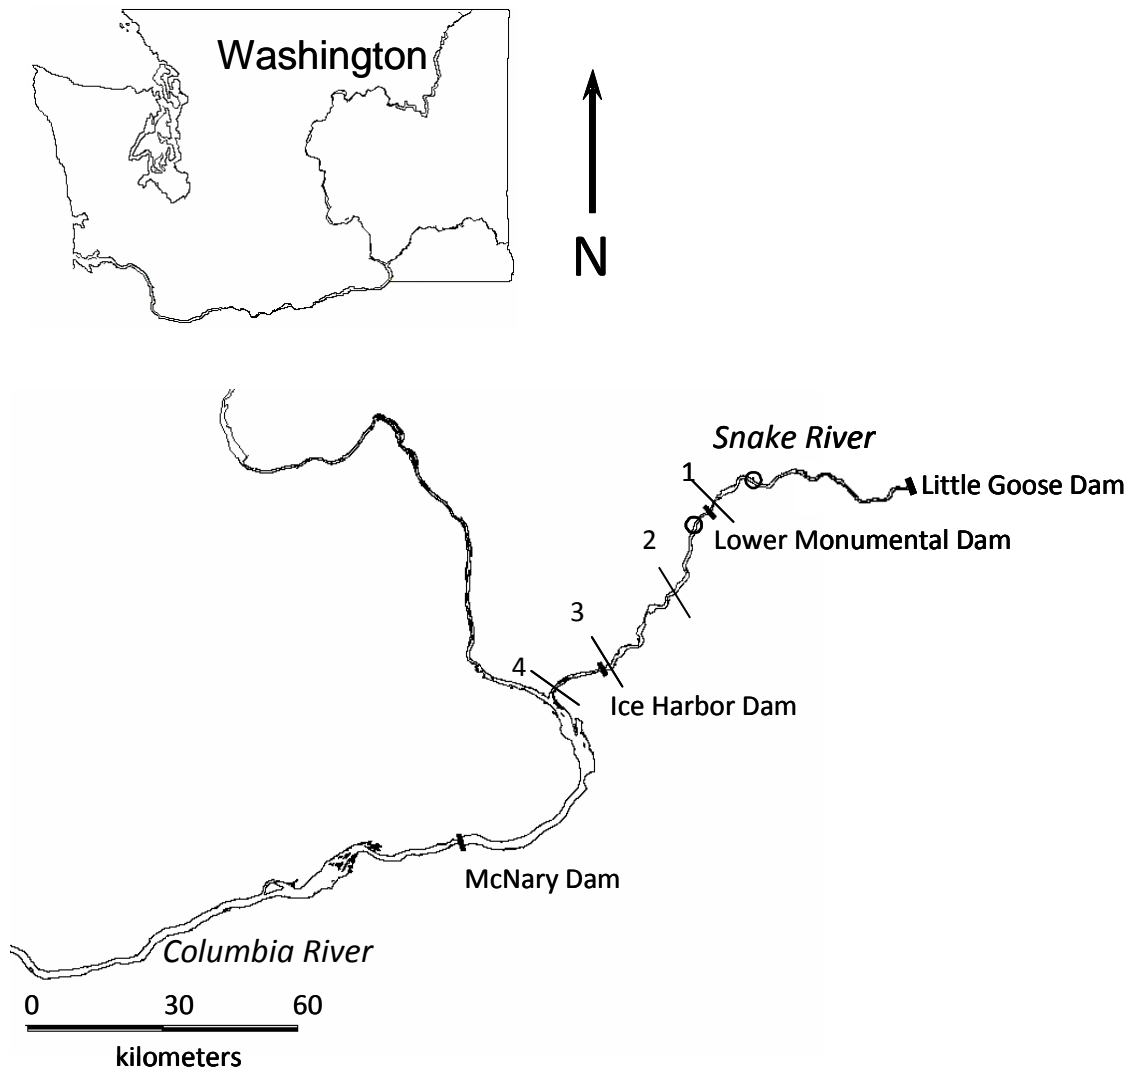 Washington
N
Snake River
1
Little Goose Dam
Lower Monumental Dam
2
3
4
Ice Harbor Dam
McNary Dam
Columbia River
0 30 60
kilometers